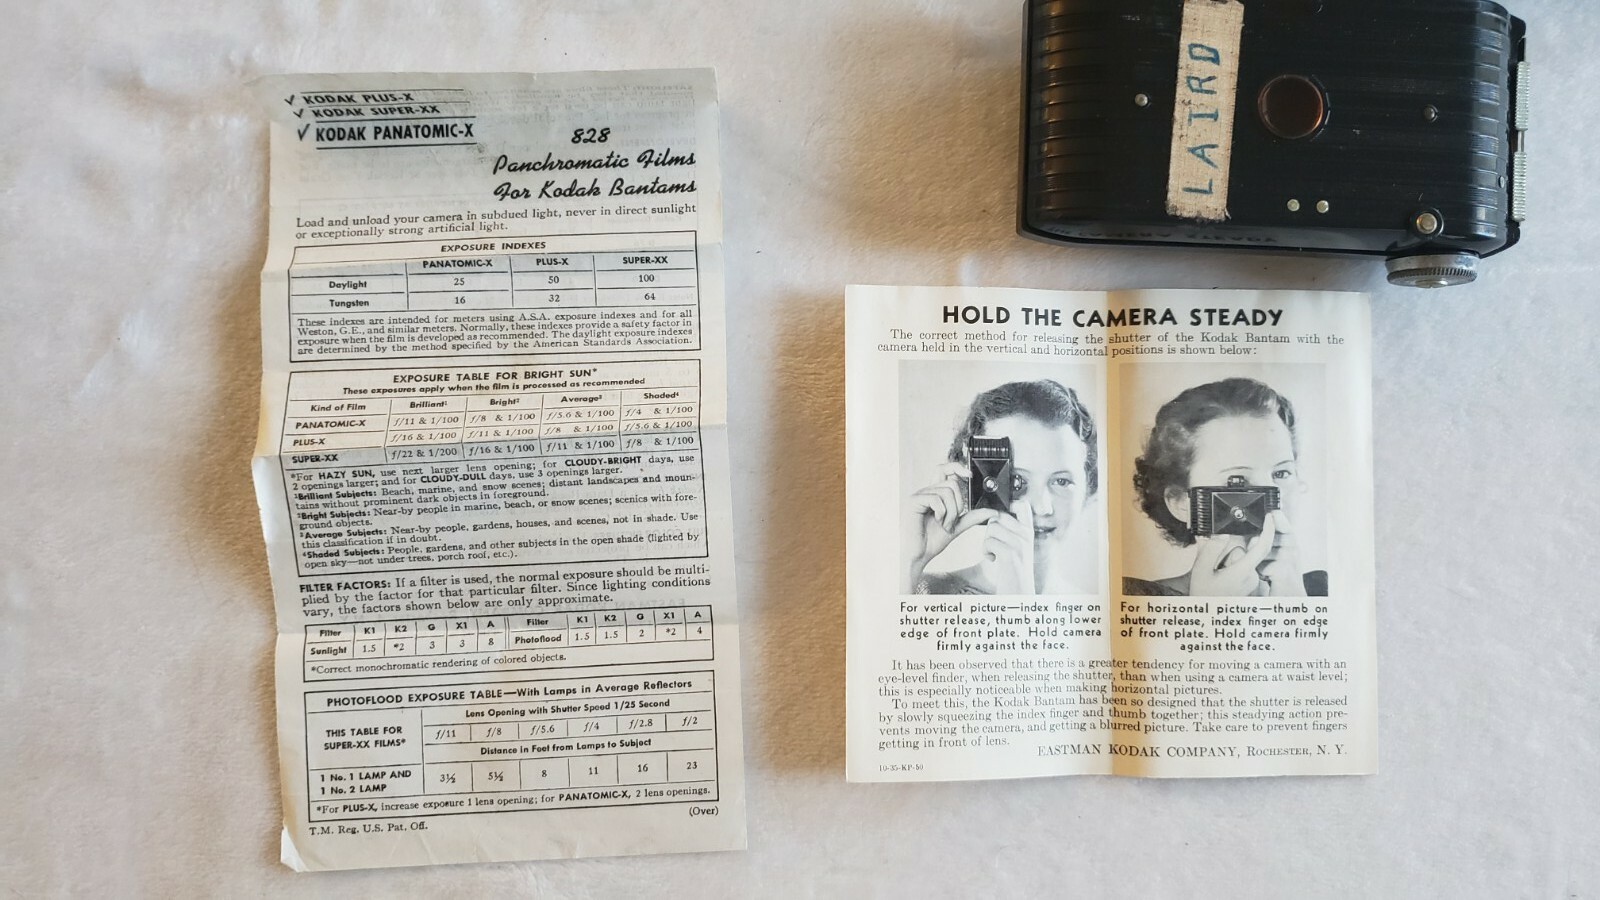 KODAK PLUS-X
KODAK SUPER-XX
KODAK PANATOMIC-X
828
Panchromatic Films
For Kodak Bantams
Load and unload your camera in subdued light, never in direct sunlight
or exceptionally strong artificial light.
EXPOSURE INDEXES
PANATOMIC-X PLUS-X SUPER-XX
Daylight 25 50 100
Tungsten 16 32 64
These indexes are intended for meters using A.S.A. exposure indexes and for all
Weston, G.E., and similar meters. Normally, these indexes provide a safety factor in
exposure when the film is developed as recommended. The daylight exposure indexes
are determined by the method specified by the American Standards Association.
EXPOSURE TABLE FOR BRIGHT SUN*
These exposures apply when the film is processed as recommended
Kind of Film Brilliant¹ Bright² Average³ Shaded⁴
PANATOMIC-X f/11 & 1/100 f/8 & 1/100 f/5.6 & 1/100 f/4 & 1/100
PLUS-X f/16 & 1/100 f/11 & 1/100 f/8 & 1/100 f/5.6 & 1/100
SUPER-XX f/22 & 1/200 f/16 & 1/100 f/11 & 1/100 f/8 & 1/100
*For HAZY SUN, use next larger lens opening; for CLOUDY-BRIGHT days, use
2 openings larger; and for CLOUDY-DULL days, use 3 openings larger.
¹Brilliant Subjects: Beach, marine, and snow scenes; distant landscapes and moun-
tains without prominent dark objects in foreground.
²Bright Subjects: Near-by people in marine, beach, or snow scenes; scenics with fore-
ground objects.
³Average Subjects: Near-by people, gardens, houses, and scenes, not in shade. Use
this classification if in doubt.
⁴Shaded Subjects: People, gardens, and other subjects in the open shade (lighted by
open sky—not under trees, porch roof, etc.).
FILTER FACTORS: If a filter is used, the normal exposure should be multi-
plied by the factor for that particular filter. Since lighting conditions
vary, the factors shown below are only approximate.
Filter K1 K2 G X1 A Filter K1 K2 G X1 A
Sunlight 1.5 *2 3 3 8 Photoflood 1.5 1.5 2 *2 4
*Correct monochromatic rendering of colored objects.
PHOTOFLOOD EXPOSURE TABLE—With Lamps in Average Reflectors
THIS TABLE FOR
SUPER-XX FILMS*
Lens Opening with Shutter Speed 1/25 Second
f/11 f/8 f/5.6 f/4 f/2.8 f/2
Distance in Feet from Lamps to Subject
1 No. 1 LAMP AND
1 No. 2 LAMP
3½ 5½ 8 11 16 23
*For PLUS-X, increase exposure 1 lens opening; for PANATOMIC-X, 2 lens openings.
T.M. Reg. U.S. Pat. Off.
(Over)
LAIRD
HOLD THE CAMERA STEADY
The correct method for releasing the shutter of the Kodak Bantam with the
camera held in the vertical and horizontal positions is shown below:
For vertical picture—index finger on
shutter release, thumb along lower
edge of front plate. Hold camera
firmly against the face.
For horizontal picture—thumb on
shutter release, index finger on edge
of front plate. Hold camera firmly
against the face.
It has been observed that there is a greater tendency for moving a camera with an
eye-level finder, when releasing the shutter, than when using a camera at waist level;
this is especially noticeable when making horizontal pictures.
To meet this, the Kodak Bantam has been so designed that the shutter is released
by slowly squeezing the index finger and thumb together; this steadying action pre-
vents moving the camera, and getting a blurred picture. Take care to prevent fingers
getting in front of lens.
EASTMAN KODAK COMPANY, ROCHESTER, N. Y.
10-35-KP-50